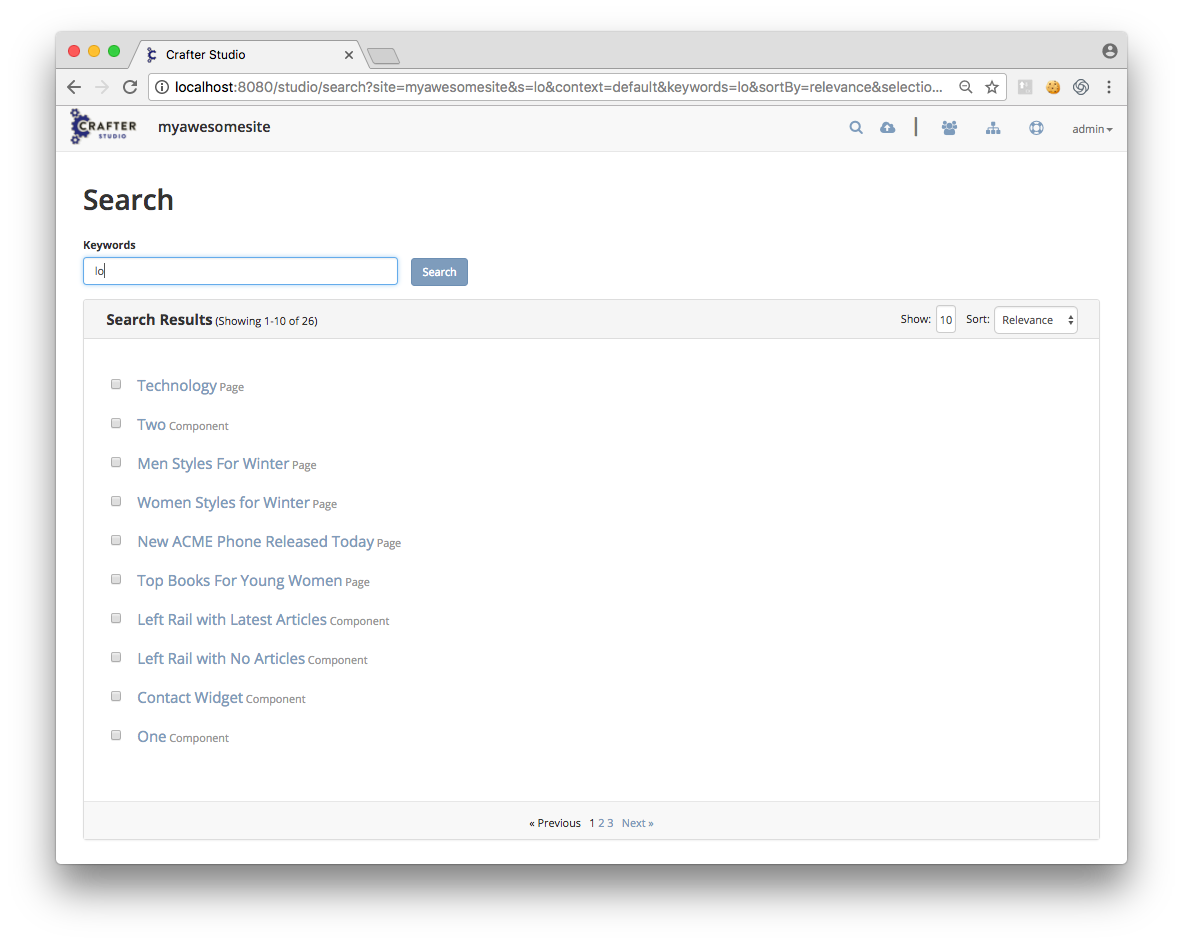 Crafter Studio
localhost:8080/studio/search?site=myawesomesite&s=lo&context=default&keywords=lo&sortBy=relevance&selectio...
CRAFTER
STUDIO
myawesomesite
admin
Search
Keywords
lo
Search
Search Results (Showing 1-10 of 26)
Show: 10 Sort: Relevance
Technology Page
Two Component
Men Styles For Winter Page
Women Styles for Winter Page
New ACME Phone Released Today Page
Top Books For Young Women Page
Left Rail with Latest Articles Component
Left Rail with No Articles Component
Contact Widget Component
One Component
« Previous 1 2 3 Next »